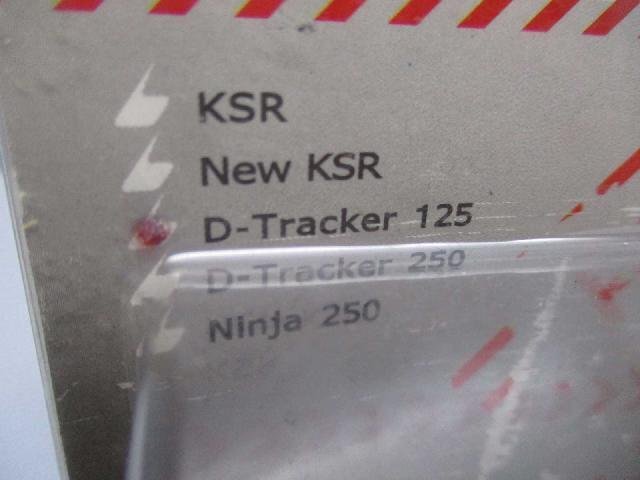 KSR
New KSR
D-Tracker 125
D-Tracker 250
Ninja 250